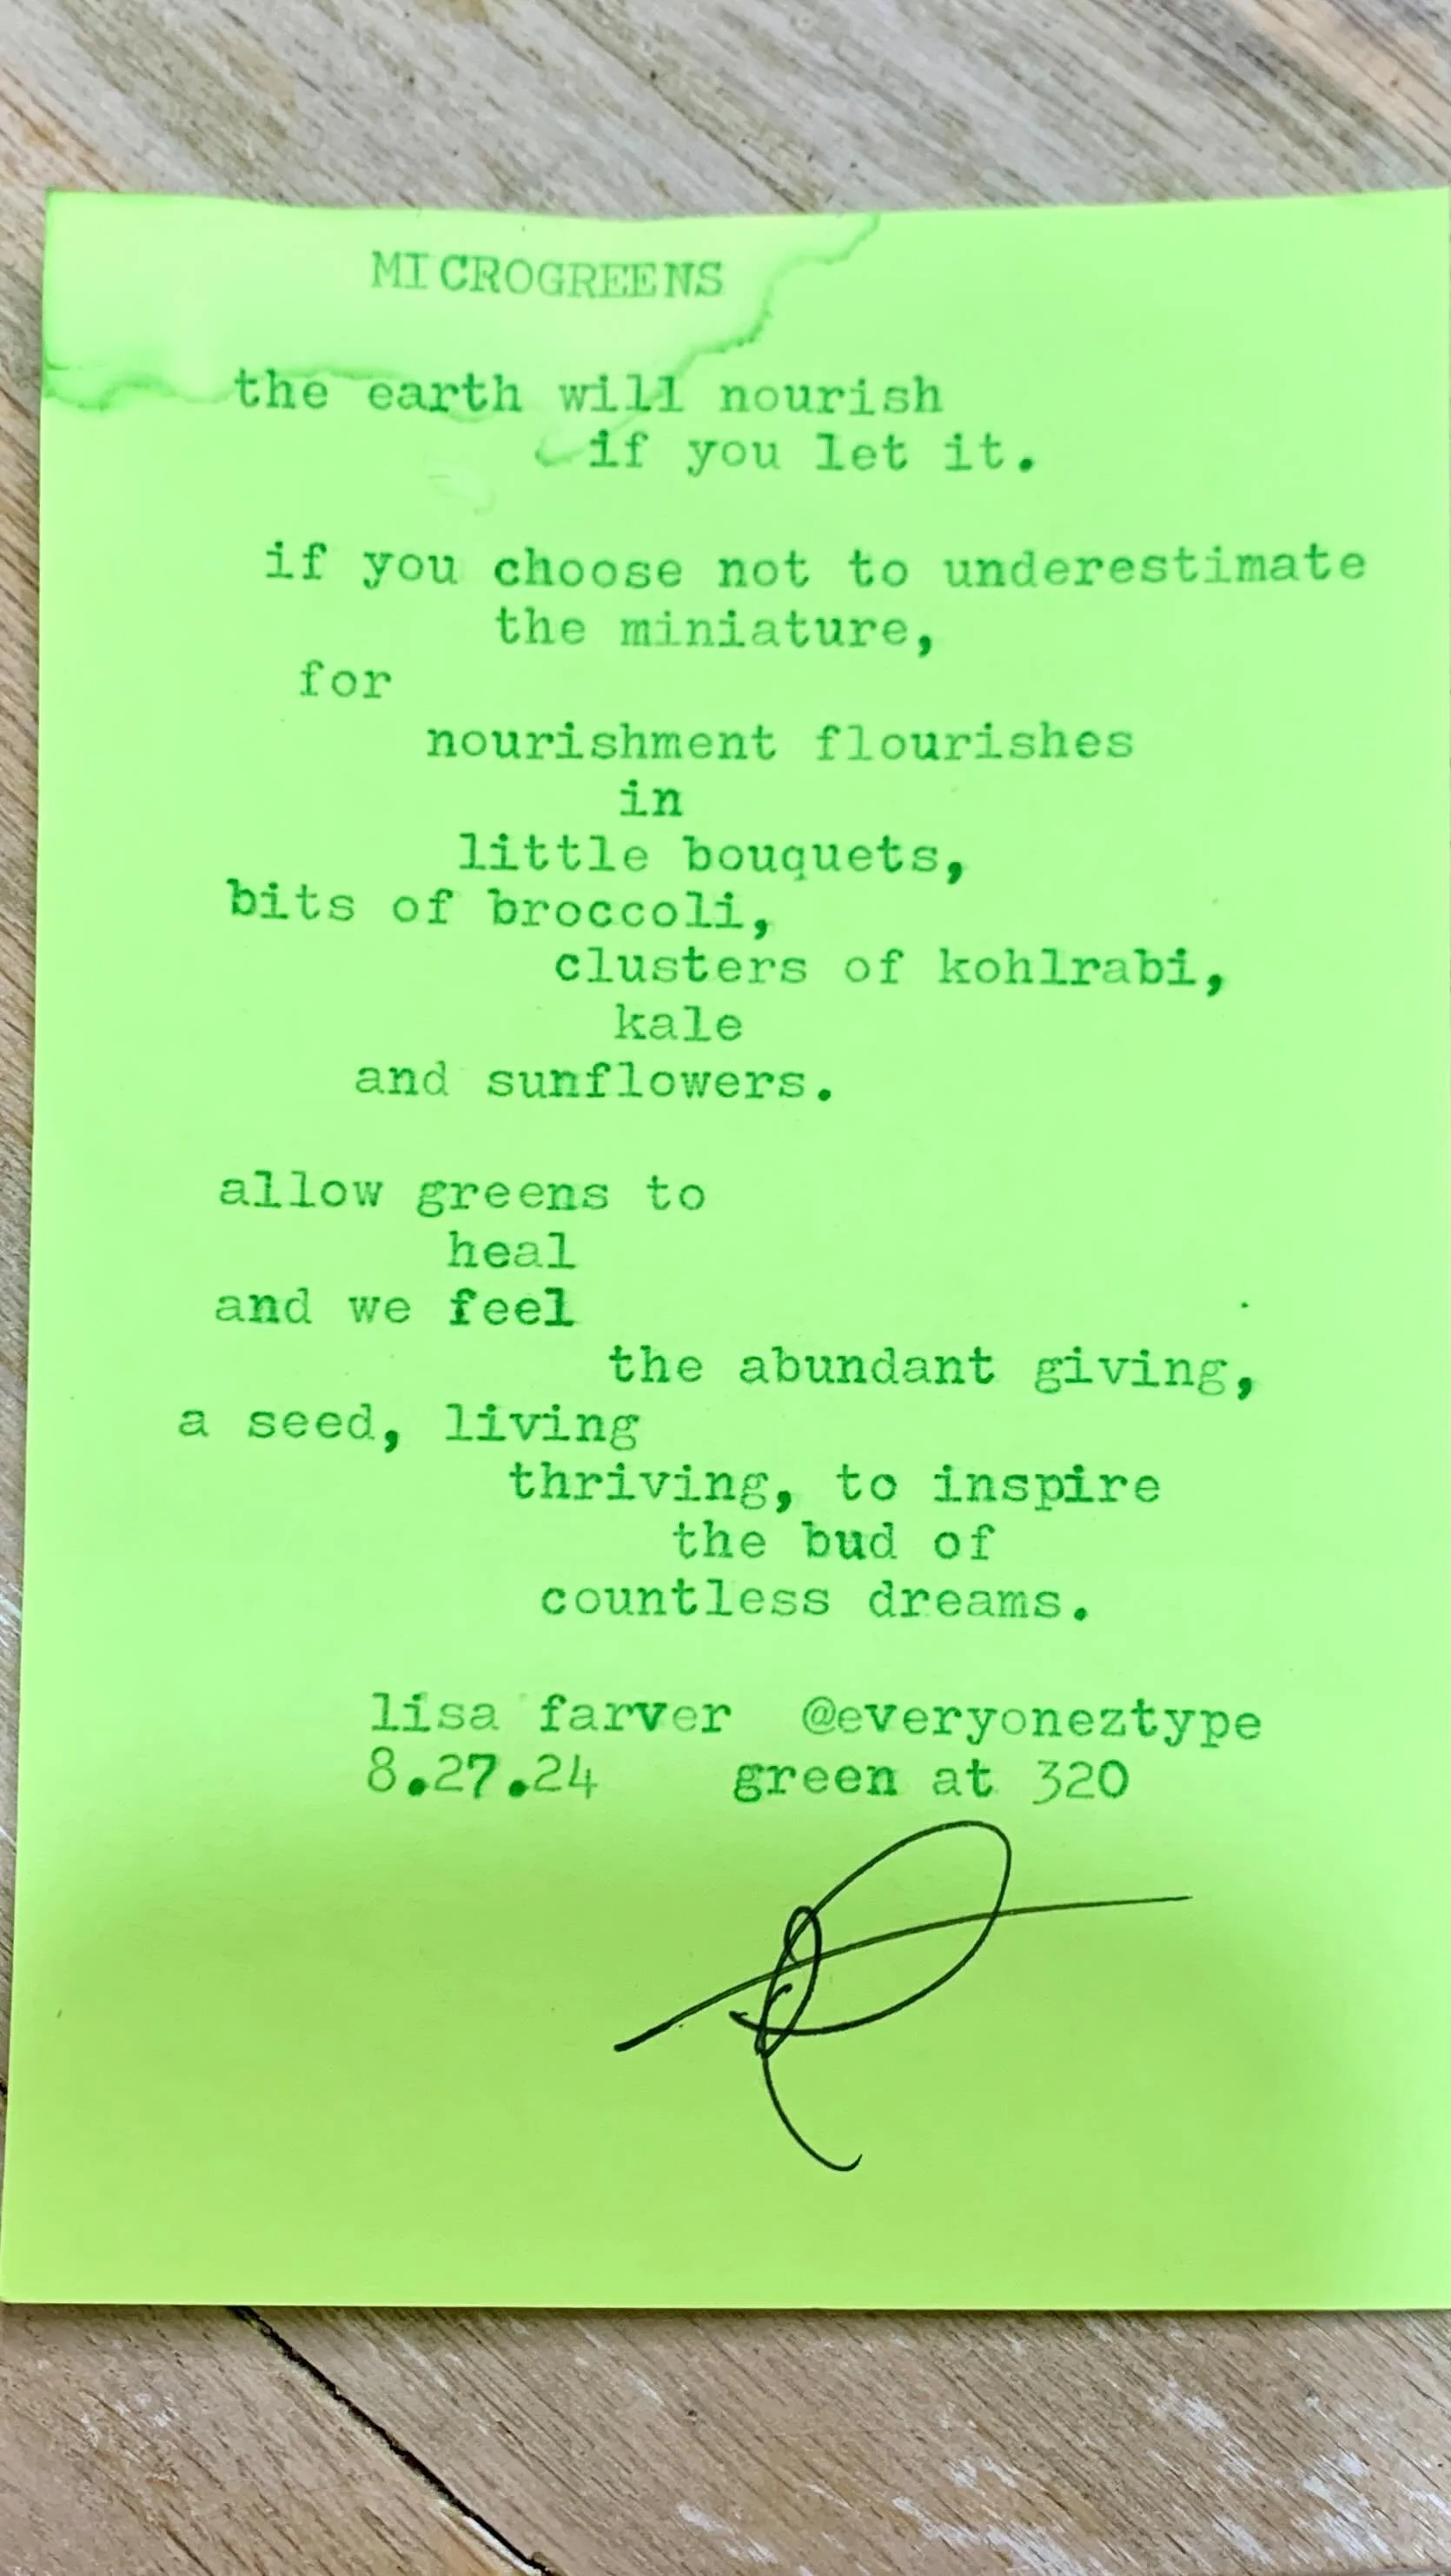 MICROGREENS
the earth will nourish
if you let it.
if you choose not to underestimate
the miniature,
for
nourishment flourishes
in
little bouquets,
bits of broccoli,
clusters of kohlrabi,
kale
and sunflowers.
allow greens to
heal
and we feel
the abundant giving,
a seed, living
thriving, to inspire
the bud of
countless dreams.
lisa farver @everyoneztype
8.27.24 green at 320